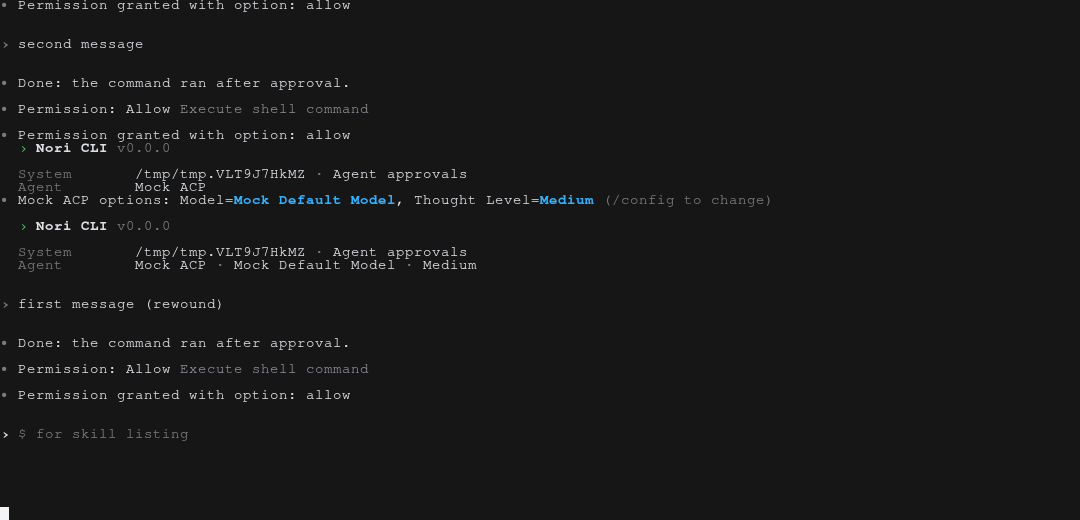 • Permission granted with option: allow
› second message
• Done: the command ran after approval.
• Permission: Allow Execute shell command
• Permission granted with option: allow
› Nori CLI v0.0.0
System /tmp/tmp.VLT9J7HkMZ · Agent approvals
Agent Mock ACP
• Mock ACP options: Model=Mock Default Model, Thought Level=Medium (/config to change)
› Nori CLI v0.0.0
System /tmp/tmp.VLT9J7HkMZ · Agent approvals
Agent Mock ACP · Mock Default Model · Medium
› first message (rewound)
• Done: the command ran after approval.
• Permission: Allow Execute shell command
• Permission granted with option: allow
› $ for skill listing